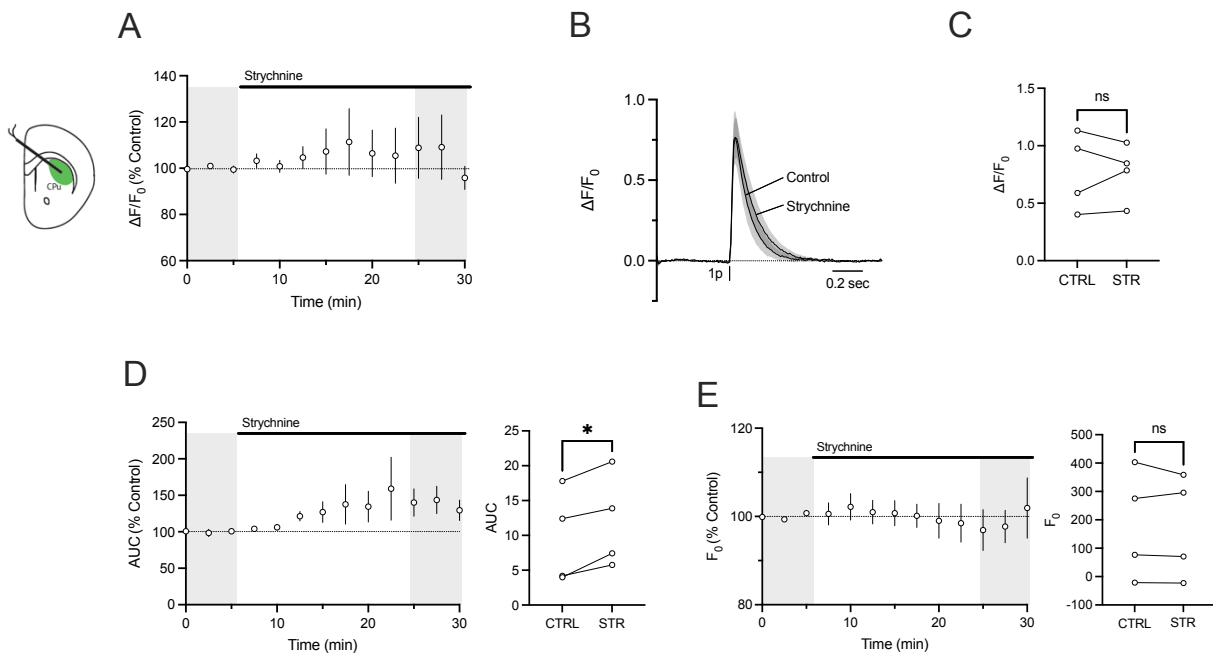 A
Strychnine
ΔF/F0 (% Control)
140
120
100
80
60
0
10
20
30
Time (min)
CPu
B
ΔF/F0
1.0
0.5
0.0
Control
Strychnine
1p
0.2 sec
C
ns
ΔF/F0
1.5
1.0
0.5
0.0
CTRL STR
D
Strychnine
AUC (% Control)
250
200
150
100
50
0
0
10
20
30
Time (min)
*
AUC
25
20
15
10
5
0
CTRL STR
E
Strychnine
F0 (% Control)
120
100
80
0
10
20
30
Time (min)
ns
F0
500
400
300
200
100
0
-100
CTRL STR